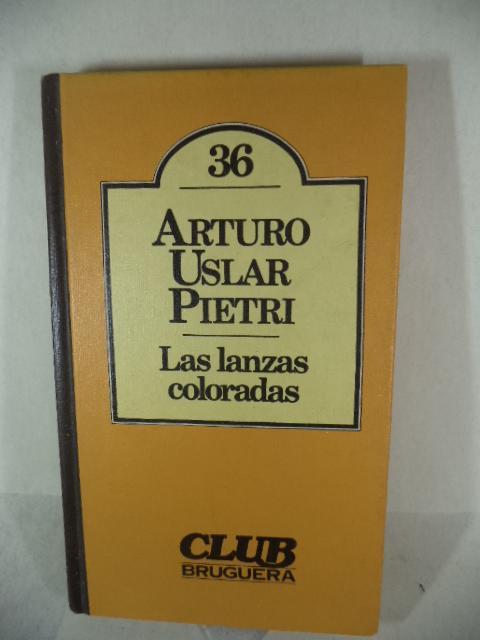 36
ARTURO
USLAR
PIETRI
Las lanzas
coloradas
CLUB
BRUGUERA